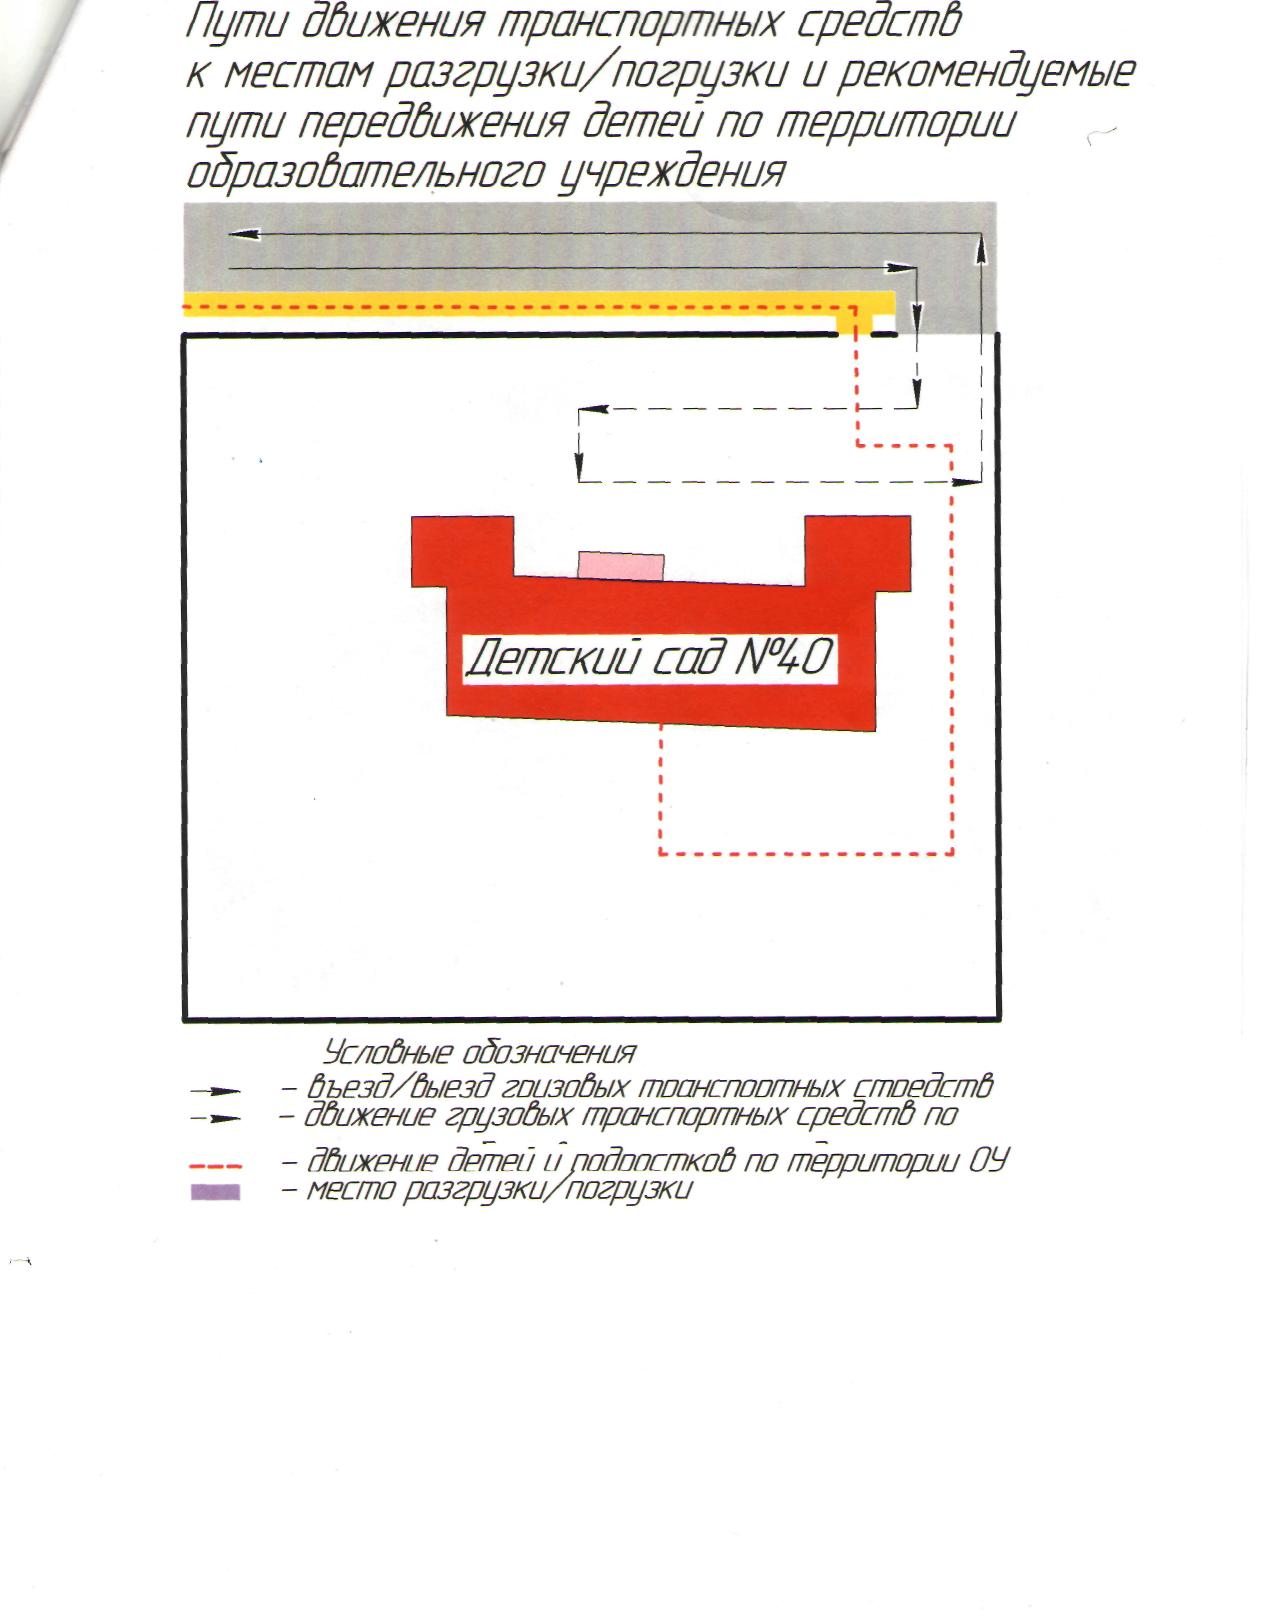 Пути движения транспортных средств
к местам разгрузки/погрузки и рекомендуемые
пути передвижения детей по территории
образовательного учреждения
Детский сад №40
Условные обозначения
– въезд/выезд грузовых транспортных средств
– движение грузовых транспортных средств по
– движение детей и подростков по территории ОУ
– место разгрузки/погрузки